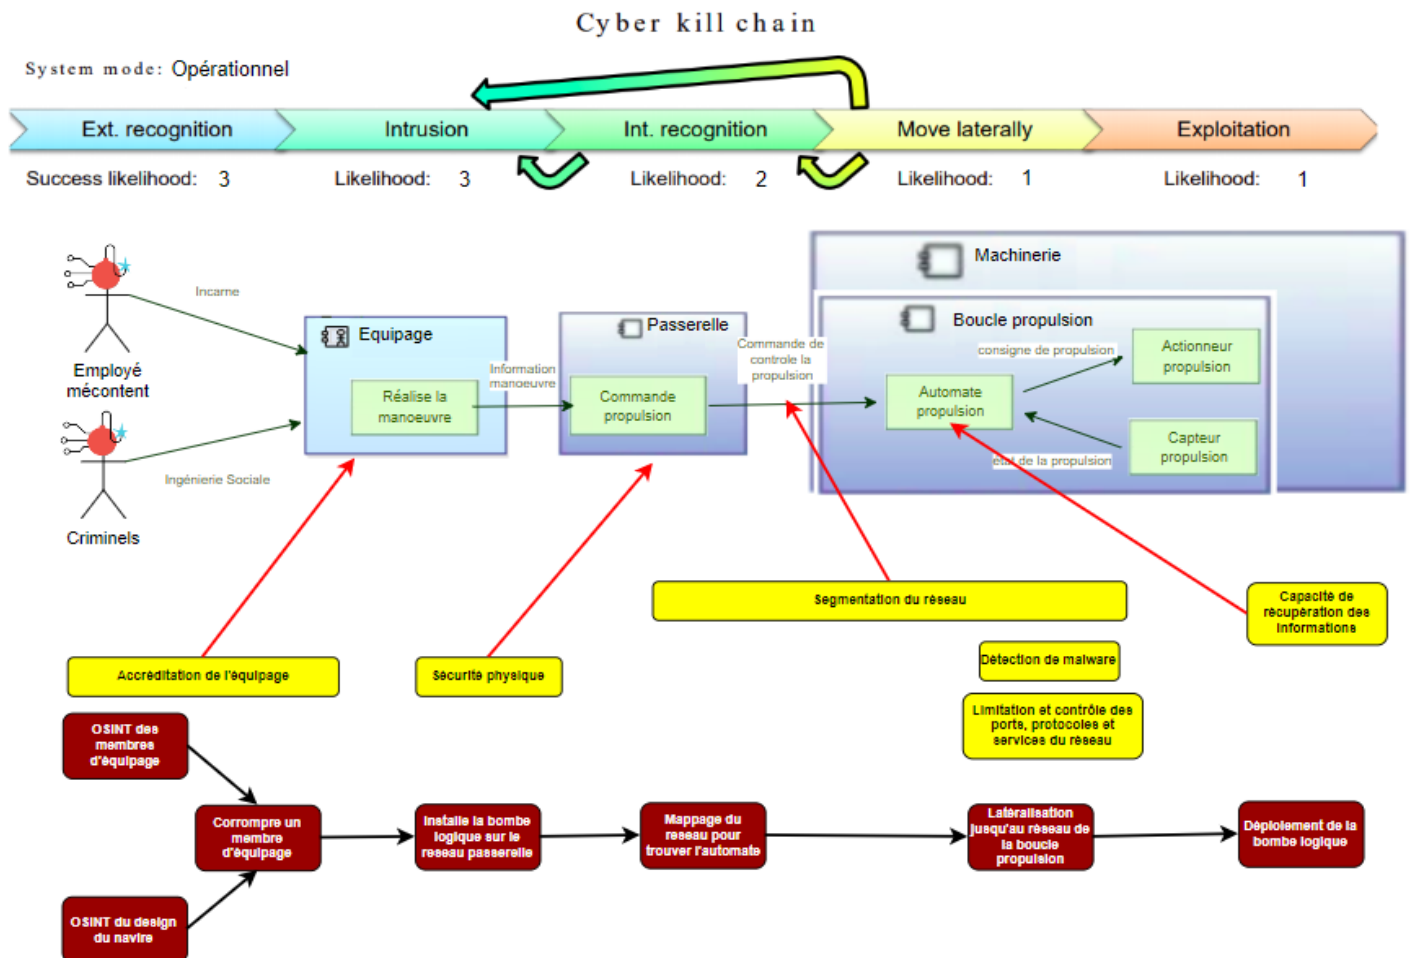 Cyber kill chain
System mode: Opérationnel
Ext. recognition
Intrusion
Int. recognition
Move laterally
Exploitation
Success likelihood: 3
Likelihood: 3
Likelihood: 2
Likelihood: 1
Likelihood: 1
Employé
mécontent
Incarne
Criminels
Ingénierie Sociale
Equipage
Réalise la
manoeuvre
Information
manoeuvre
Passerelle
Commande
propulsion
Commande de
controle la
propulsion
Machinerie
Boucle propulsion
Automate
propulsion
consigne de propulsion
Actionneur
propulsion
état de la propulsion
Capteur
propulsion
Segmentation du réseau
Capacité de
récupération des
informations
Détection de malware
Accréditation de l'équipage
Sécurité physique
Limitation et contrôle des
ports, protocoles et
services du réseau
OSINT des
membres
d'équipage
Corrompre un
membre
d'équipage
Installe la bombe
logique sur le
reseau passerelle
Mappage du
reseau pour
trouver l'automate
Latéralisation
jusqu'au réseau de
la boucle
propulsion
Déploiement de la
bombe logique
OSINT du design
du navire